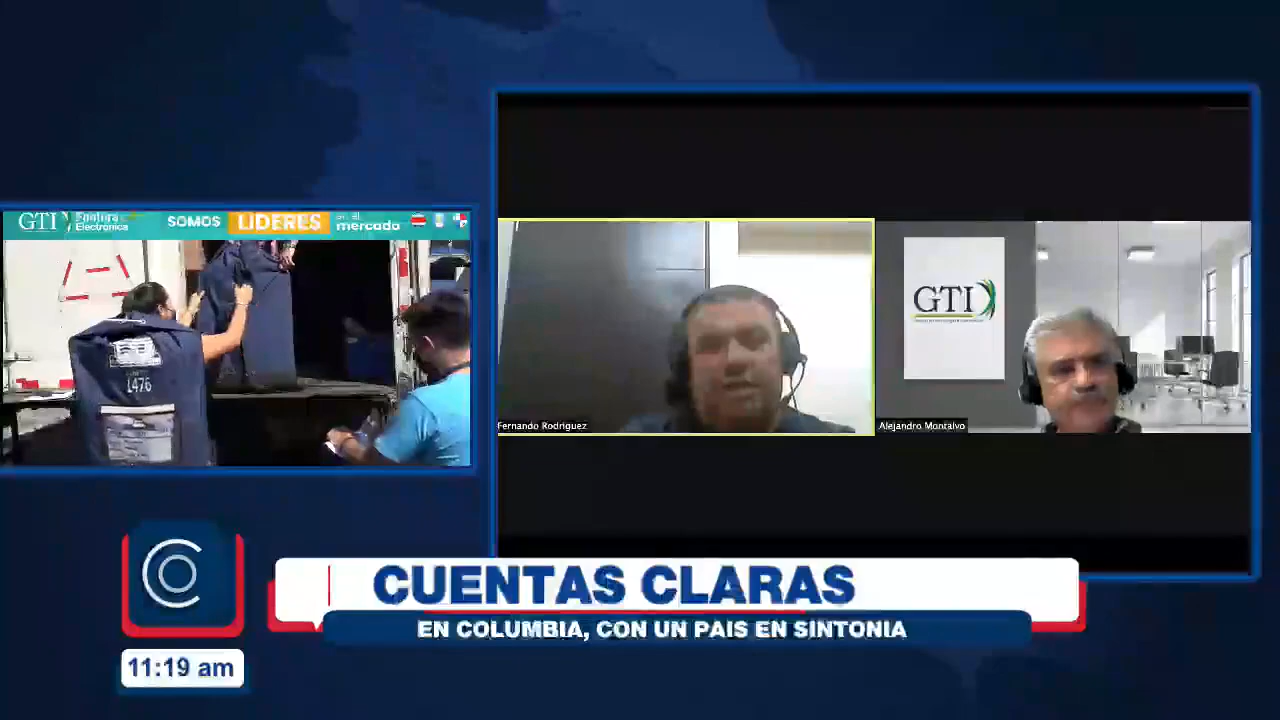 GTI Factura
Electrónica
SOMOS LÍDERES en el
mercado
1476
GTI
Fernando Rodriguez
Alejandro Montalvo
CUENTAS CLARAS
EN COLUMBIA, CON UN PAIS EN SINTONIA
11:19 am